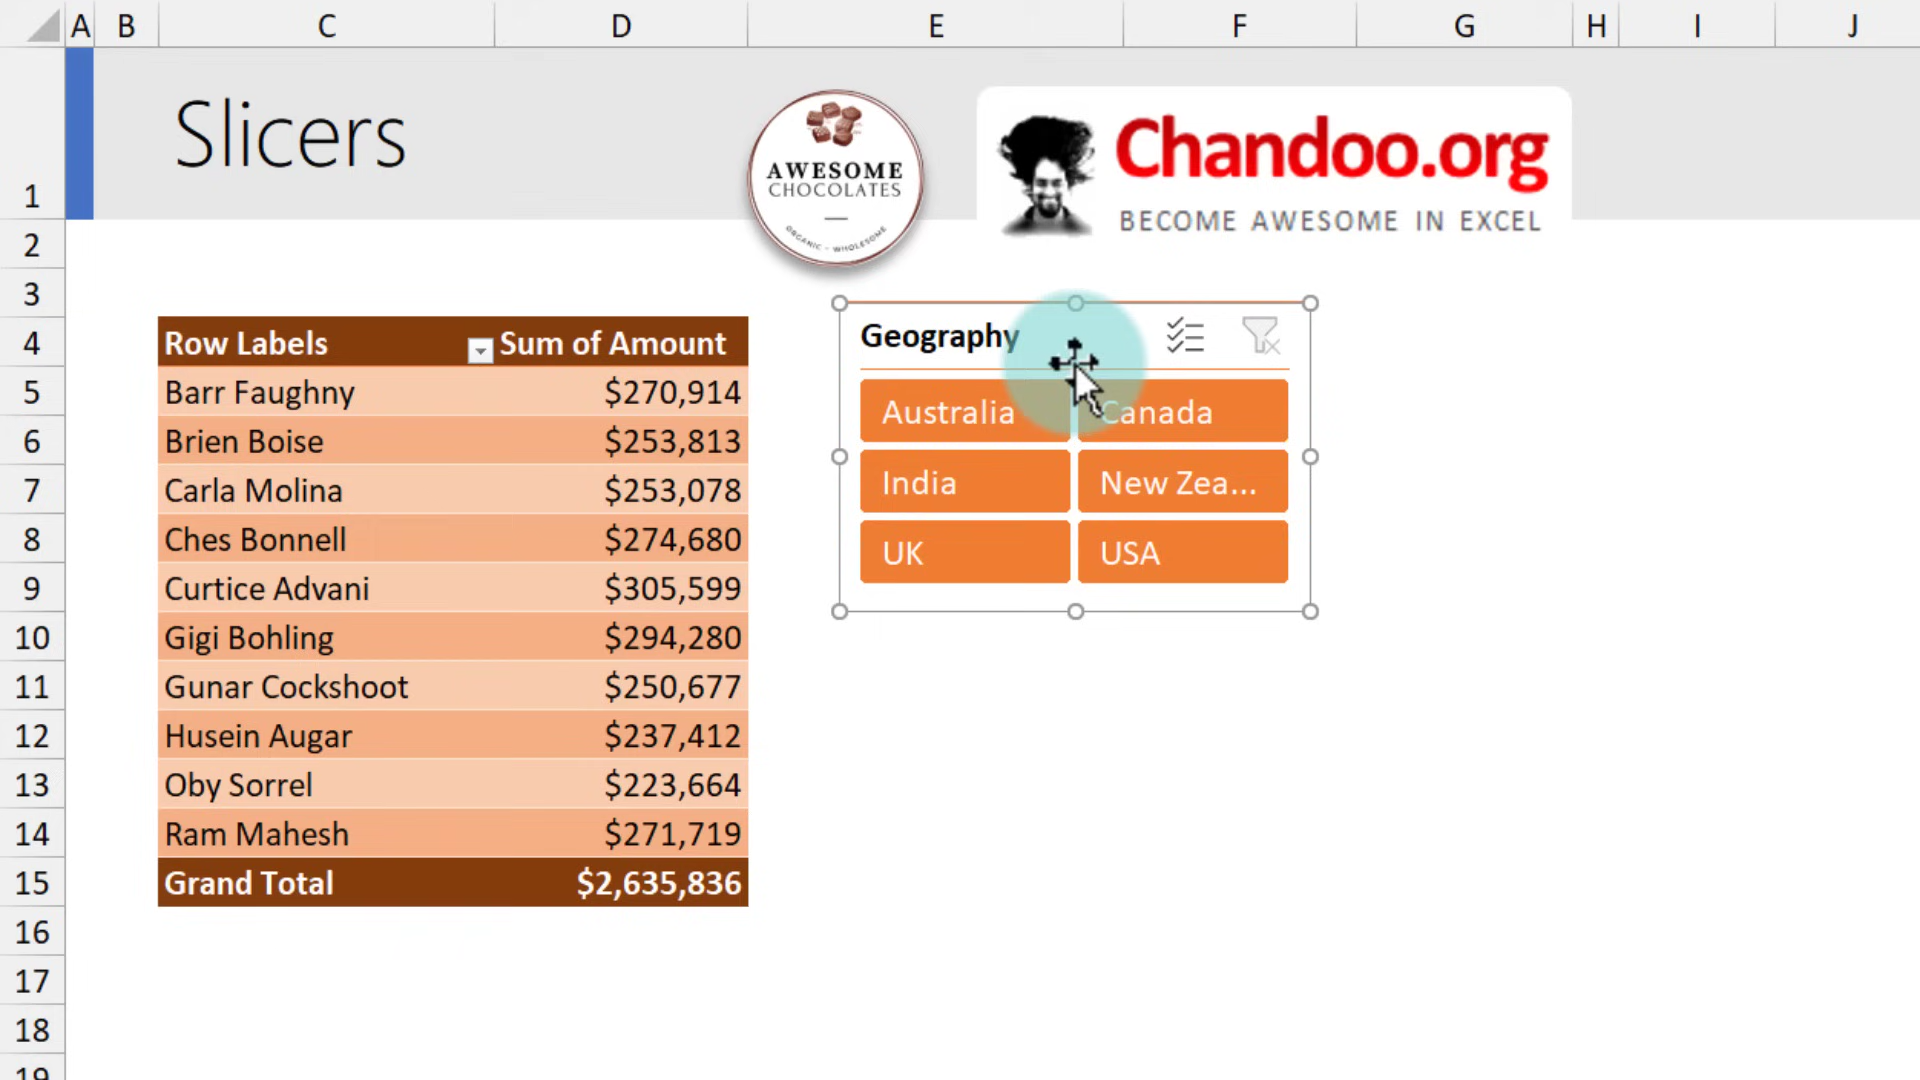 A B C D E F G H I J
1 Slicers
AWESOME
CHOCOLATES
ORGANIC - WHOLESOME
Chandoo.org
BECOME AWESOME IN EXCEL
2
3
4 Row Labels Sum of Amount
5 Barr Faughny $270,914
6 Brien Boise $253,813
7 Carla Molina $253,078
8 Ches Bonnell $274,680
9 Curtice Advani $305,599
10 Gigi Bohling $294,280
11 Gunar Cockshoot $250,677
12 Husein Augar $237,412
13 Oby Sorrel $223,664
14 Ram Mahesh $271,719
15 Grand Total $2,635,836
16
17
18
19
Geography
Australia Canada
India New Zea...
UK USA